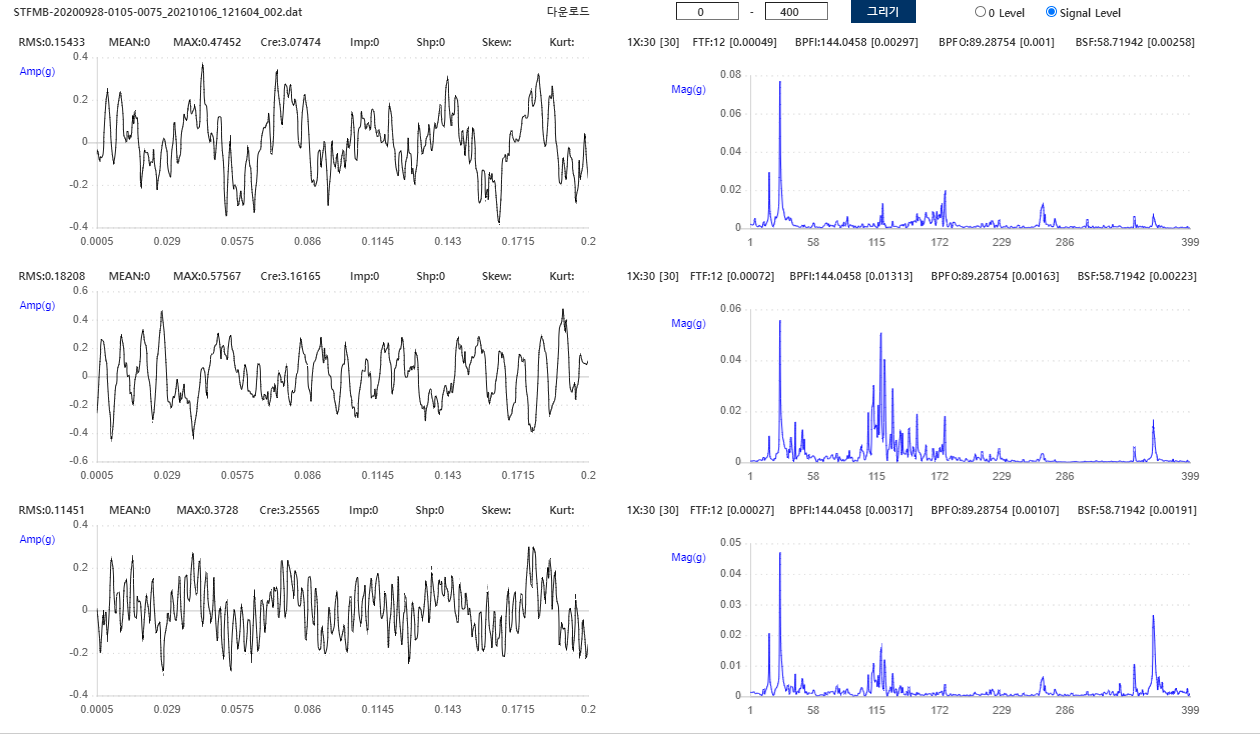 STFMB-20200928-0105-0075_20210106_121604_002.dat 다운로드 0 - 400 그리기 0 Level Signal Level
RMS:0.15433 MEAN:0 MAX:0.47452 Cre:3.07474 Imp:0 Shp:0 Skew: Kurt:
Amp(g)
0.4
0.2
0
-0.2
-0.4
0.0005 0.029 0.0575 0.086 0.1145 0.143 0.1715 0.2
1X:30 [30] FTF:12 [0.00049] BPFI:144.0458 [0.00297] BPFO:89.28754 [0.001] BSF:58.71942 [0.00258]
Mag(g)
0.08
0.06
0.04
0.02
0
1 58 115 172 229 286 399
RMS:0.18208 MEAN:0 MAX:0.57567 Cre:3.16165 Imp:0 Shp:0 Skew: Kurt:
Amp(g)
0.6
0.4
0.2
0
-0.2
-0.4
-0.6
0.0005 0.029 0.0575 0.086 0.1145 0.143 0.1715 0.2
1X:30 [30] FTF:12 [0.00072] BPFI:144.0458 [0.01313] BPFO:89.28754 [0.00163] BSF:58.71942 [0.00223]
Mag(g)
0.06
0.04
0.02
0
1 58 115 172 229 286 399
RMS:0.11451 MEAN:0 MAX:0.3728 Cre:3.25565 Imp:0 Shp:0 Skew: Kurt:
Amp(g)
0.4
0.2
0
-0.2
-0.4
0.0005 0.029 0.0575 0.086 0.1145 0.143 0.1715 0.2
1X:30 [30] FTF:12 [0.00027] BPFI:144.0458 [0.00317] BPFO:89.28754 [0.00107] BSF:58.71942 [0.00191]
Mag(g)
0.05
0.04
0.03
0.02
0.01
0
1 58 115 172 229 286 399